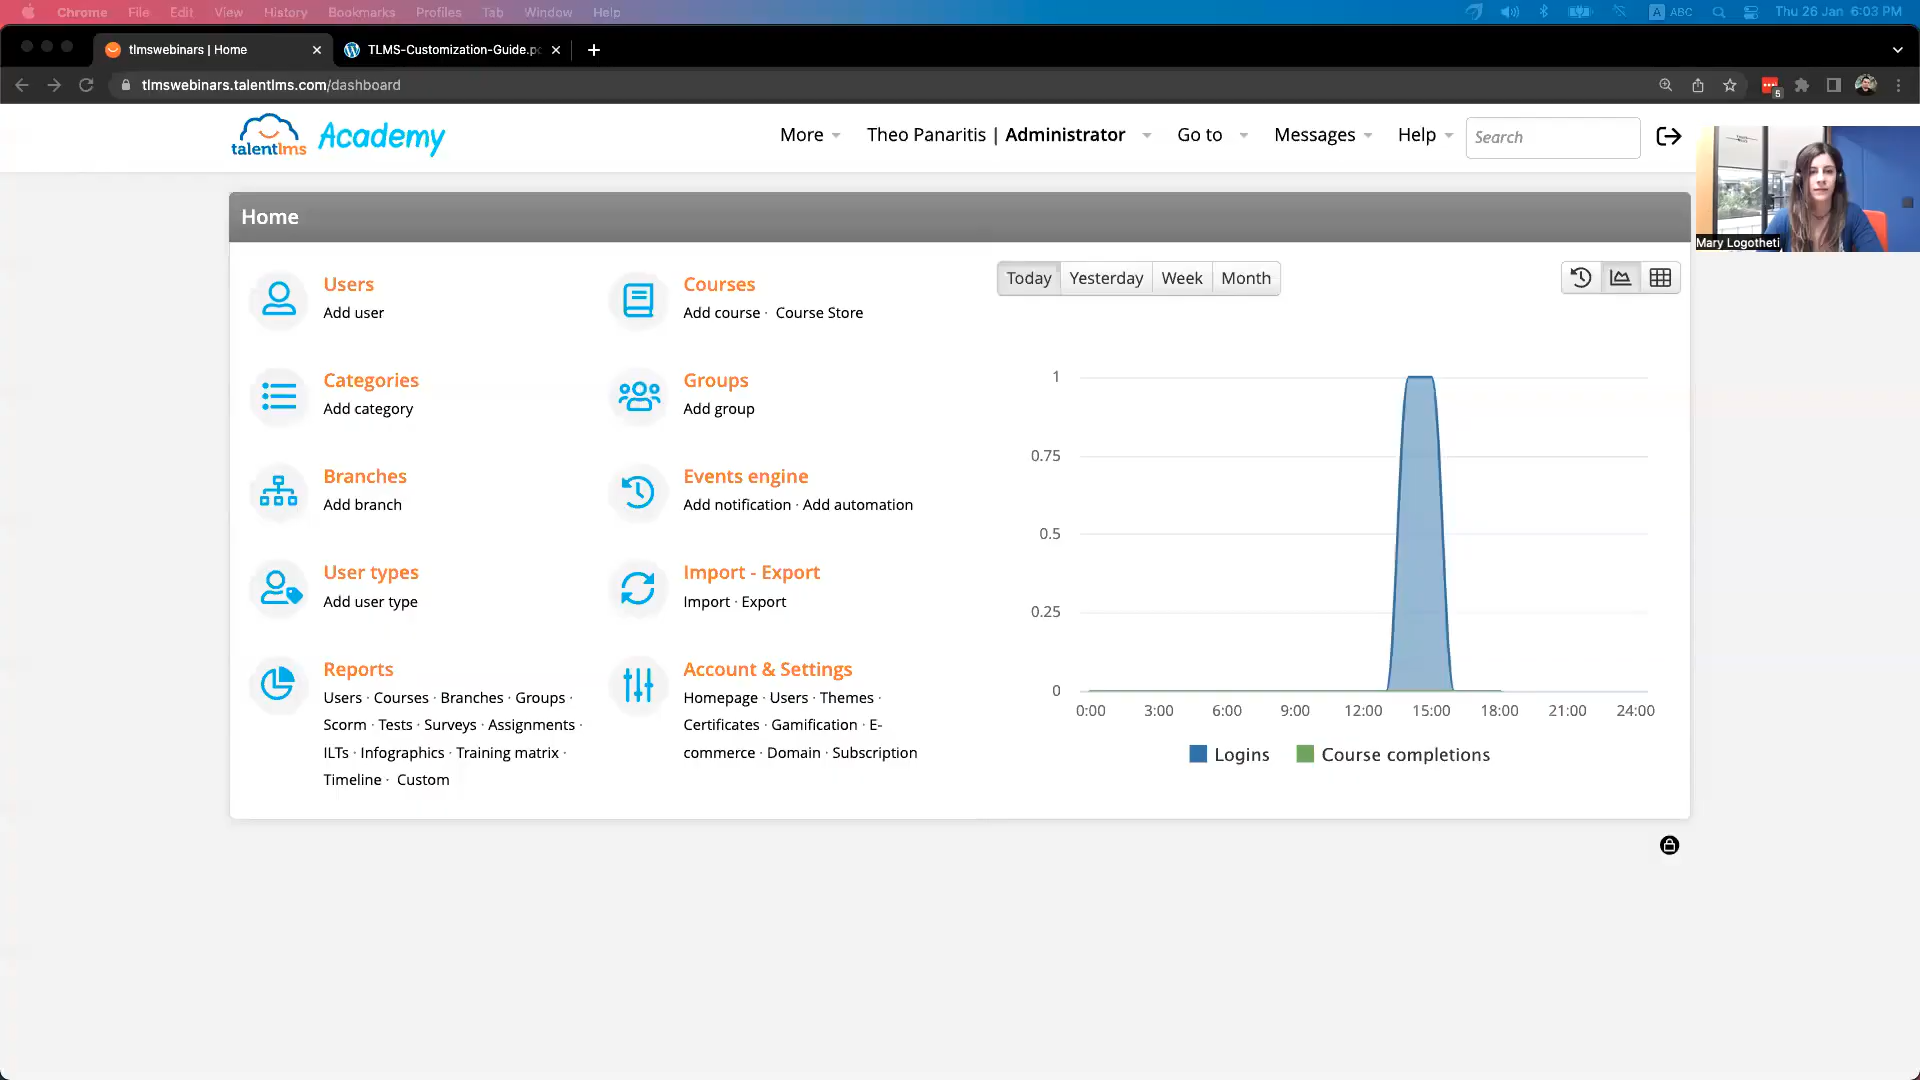 Chrome File Edit View History Bookmarks Profiles Tab Window Help
A ABC Thu 26 Jan 6:03 PM
tlmswebinars | Home
TLMS-Customization-Guide.pd
tlmswebinars.talentlms.com/dashboard
5
talentlms Academy
More Theo Panaritis | Administrator Go to Messages Help Search
Mary Logotheti
Home
Users
Add user
Courses
Add course · Course Store
Categories
Add category
Groups
Add group
Branches
Add branch
Events engine
Add notification · Add automation
User types
Add user type
Import - Export
Import · Export
Reports
Users · Courses · Branches · Groups ·
Scorm · Tests · Surveys · Assignments ·
ILTs · Infographics · Training matrix ·
Timeline · Custom
Account & Settings
Homepage · Users · Themes ·
Certificates · Gamification · E-
commerce · Domain · Subscription
Today Yesterday Week Month
1
0.75
0.5
0.25
0
0:00 3:00 6:00 9:00 12:00 15:00 18:00 21:00 24:00
Logins Course completions